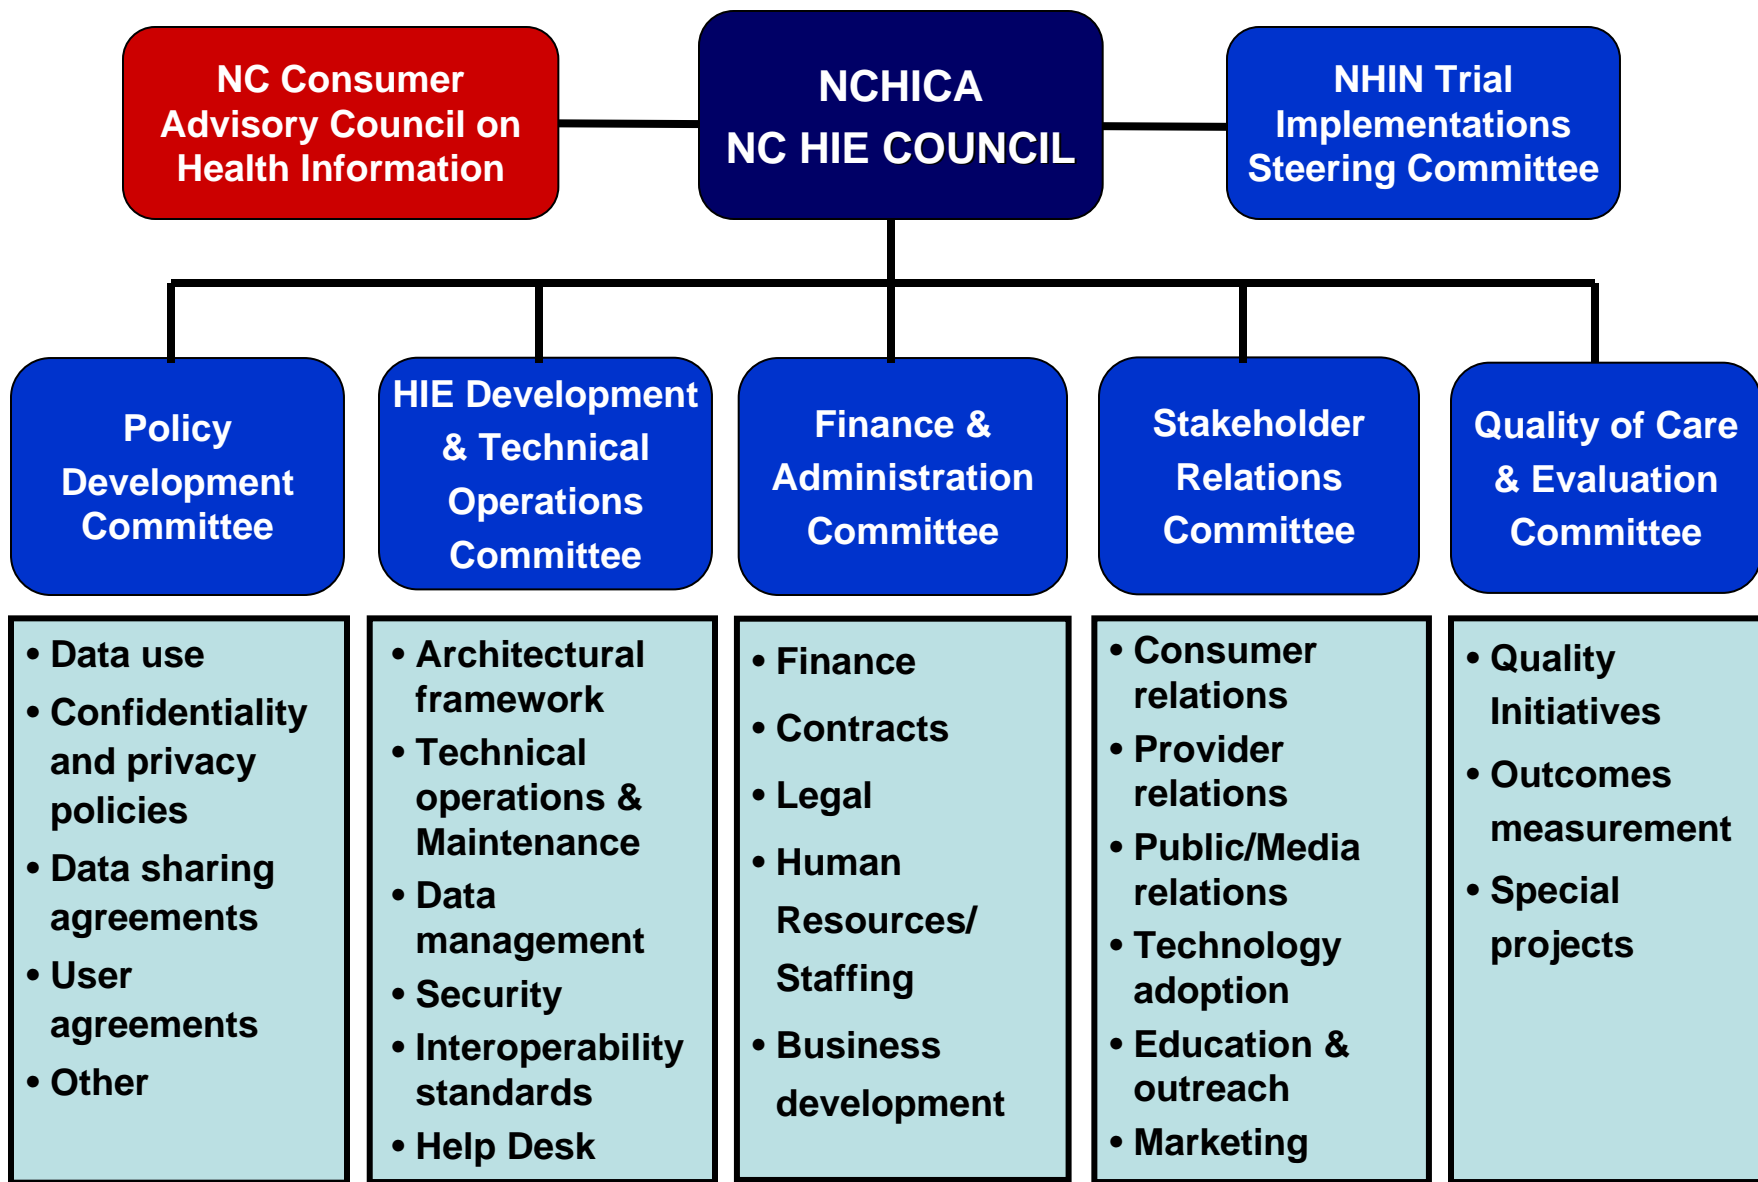 NC Consumer
Advisory Council on
Health Information
NCHICA
NC HIE COUNCIL
NHIN Trial
Implementations
Steering Committee
Policy
Development
Committee
HIE Development
& Technical
Operations
Committee
Finance &
Administration
Committee
Stakeholder
Relations
Committee
Quality of Care
& Evaluation
Committee
• Data use
• Confidentiality
and privacy
policies
• Data sharing
agreements
• User
agreements
• Other
• Architectural
framework
• Technical
operations &
Maintenance
• Data
management
• Security
• Interoperability
standards
• Help Desk
• Finance
• Contracts
• Legal
• Human
Resources/
Staffing
• Business
development
• Consumer
relations
• Provider
relations
• Public/Media
relations
• Technology
adoption
• Education &
outreach
• Marketing
• Quality
Initiatives
• Outcomes
measurement
• Special
projects